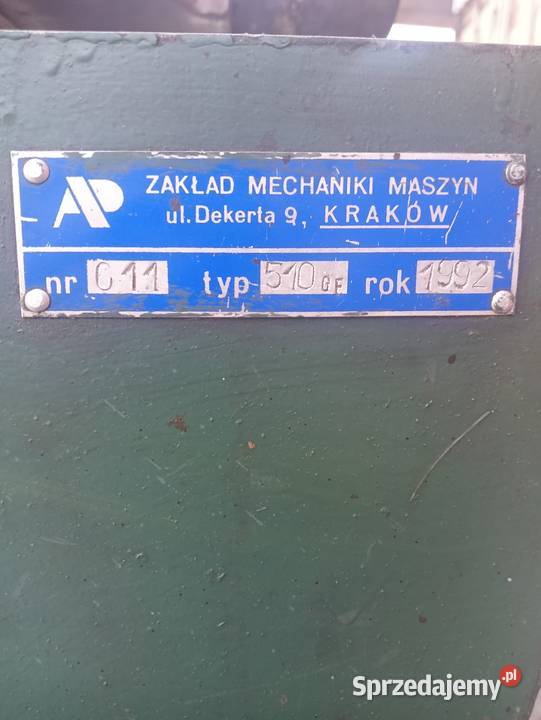 AP ZAKŁAD MECHANIKI MASZYN
ul. Dekerta 9, KRAKÓW
nr 011 typ 510 GF rok 1992
Sprzedajemy.pl